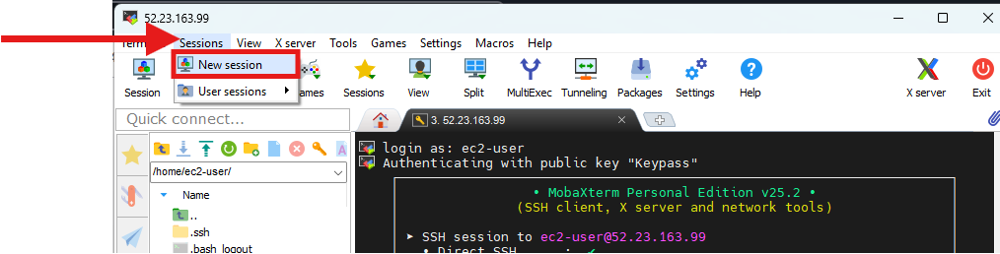 52.23.163.99
Sessions View X server Tools Games Settings Macros Help
New session
User sessions
Session Sessions View Split MultiExec Tunneling Packages Settings Help X server Exit
Quick connect...
3. 52.23.163.99
login as: ec2-user
Authenticating with public key "Keypass"
/home/ec2-user/
• MobaXterm Personal Edition v25.2 •
(SSH client, X server and network tools)
Name
..
.ssh
➤ SSH session to ec2-user@52.23.163.99
.bash_logout
• Direct SSH : ✔